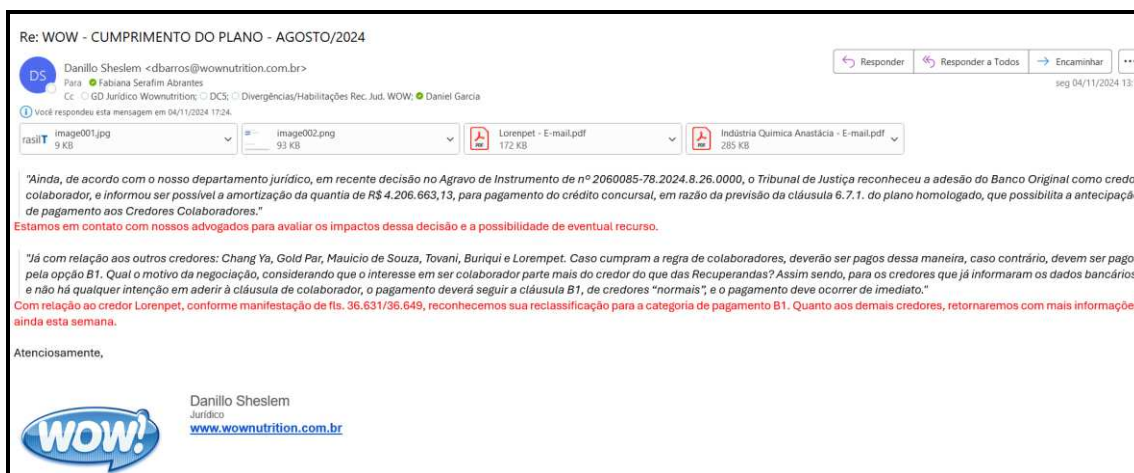 Re: WOW - CUMPRIMENTO DO PLANO - AGOSTO/2024
DS
Danillo Sheslem <dbarros@wownutrition.com.br>
Para Fabiana Serafim Abrantes
Cc GD Jurídico Wownutrition; DCS; Divergências/Habilitações Rec. Jud. WOW; Daniel Garcia
Responder Responder a Todos Encaminhar ...
seg 04/11/2024 13:
Você respondeu esta mensagem em 04/11/2024 17:24.
rasilT image001.jpg
9 KB
image002.png
93 KB
Lorenpet - E-mail.pdf
172 KB
Indústria Quimica Anastácia - E-mail.pdf
285 KB
"Ainda, de acordo com o nosso departamento jurídico, em recente decisão no Agravo de Instrumento de nº 2060085-78.2024.8.26.0000, o Tribunal de Justiça reconheceu a adesão do Banco Original como credo
colaborador, e informou ser possível a amortização da quantia de R$ 4.206.663,13, para pagamento do crédito concursal, em razão da previsão da cláusula 6.7.1. do plano homologado, que possibilita a antecipaçã
de pagamento aos Credores Colaboradores."
Estamos em contato com nossos advogados para avaliar os impactos dessa decisão e a possibilidade de eventual recurso.
"Já com relação aos outros credores: Chang Ya, Gold Par, Mauicio de Souza, Tovani, Buriqui e Lorempet. Caso cumpram a regra de colaboradores, deverão ser pagos dessa maneira, caso contrário, devem ser pago
pela opção B1. Qual o motivo da negociação, considerando que o interesse em ser colaborador parte mais do credor do que das Recuperandas? Assim sendo, para os credores que já informaram os dados bancários
e não há qualquer intenção em aderir à cláusula de colaborador, o pagamento deverá seguir a cláusula B1, de credores "normais", e o pagamento deve ocorrer de imediato."
Com relação ao credor Lorenpet, conforme manifestação de fls. 36.631/36.649, reconhecemos sua reclassificação para a categoria de pagamento B1. Quanto aos demais credores, retornaremos com mais informaçõe
ainda esta semana.
Atenciosamente,
WOW!
Danillo Sheslem
Jurídico
www.wownutrition.com.br